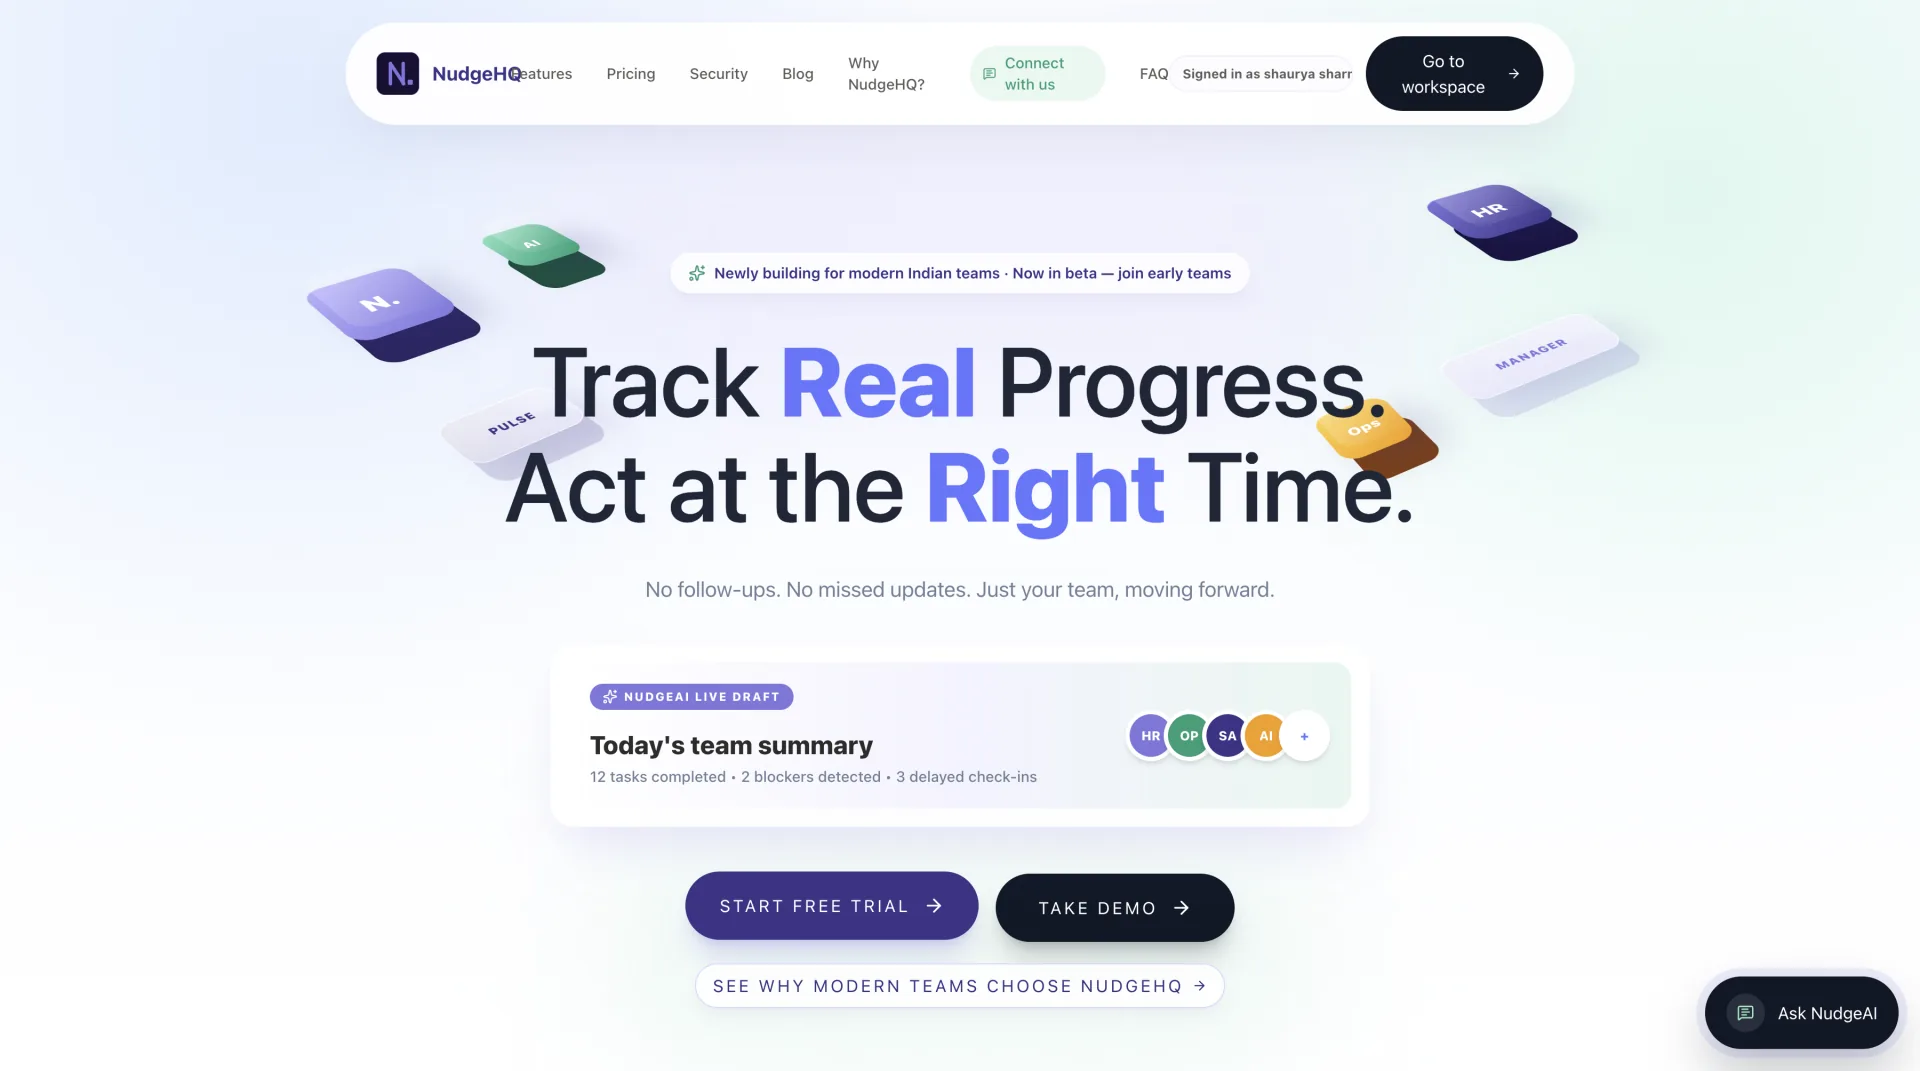 N.
NudgeHQ
Features
Pricing
Security
Blog
Why
NudgeHQ?
Connect
with us
FAQ
Signed in as shaurya sharr
Go to
workspace
AI
HR
N.
MANAGER
PULSE
Ops
Newly building for modern Indian teams · Now in beta — join early teams
Track Real Progress.
Act at the Right Time.
No follow-ups. No missed updates. Just your team, moving forward.
NUDGEAI LIVE DRAFT
Today's team summary
12 tasks completed • 2 blockers detected • 3 delayed check-ins
HR
OP
SA
AI
+
START FREE TRIAL
TAKE DEMO
SEE WHY MODERN TEAMS CHOOSE NUDGEHQ
Ask NudgeAI